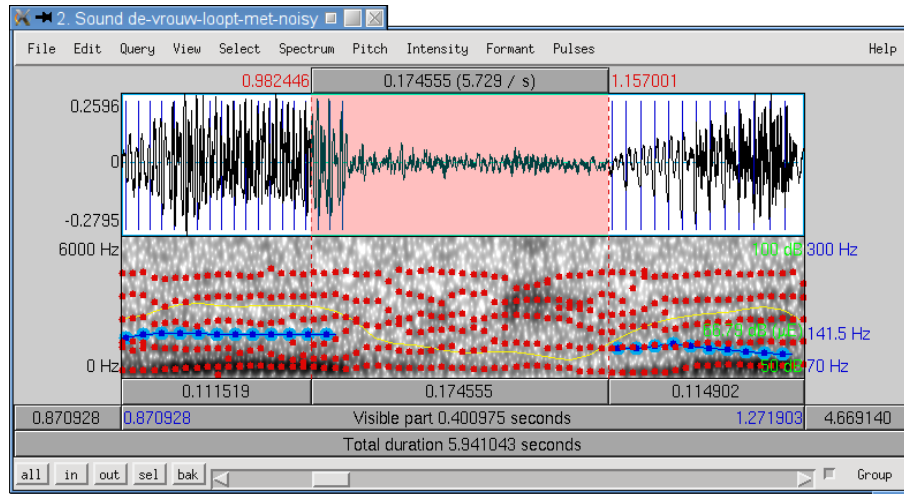 2. Sound de-vrouw-loopt-met-noisy
File Edit Query View Select Spectrum Pitch Intensity Formant Pulses Help
0.982446 0.174555 (5.729 / s) 1.157001
0.2596
0
-0.2795
6000 Hz 100 dB 300 Hz
141.5 Hz
0 Hz 50 dB 70 Hz
0.111519 0.174555 0.114902
0.870928 0.870928 Visible part 0.400975 seconds 1.271903 4.669140
Total duration 5.941043 seconds
all in out sel bak Group